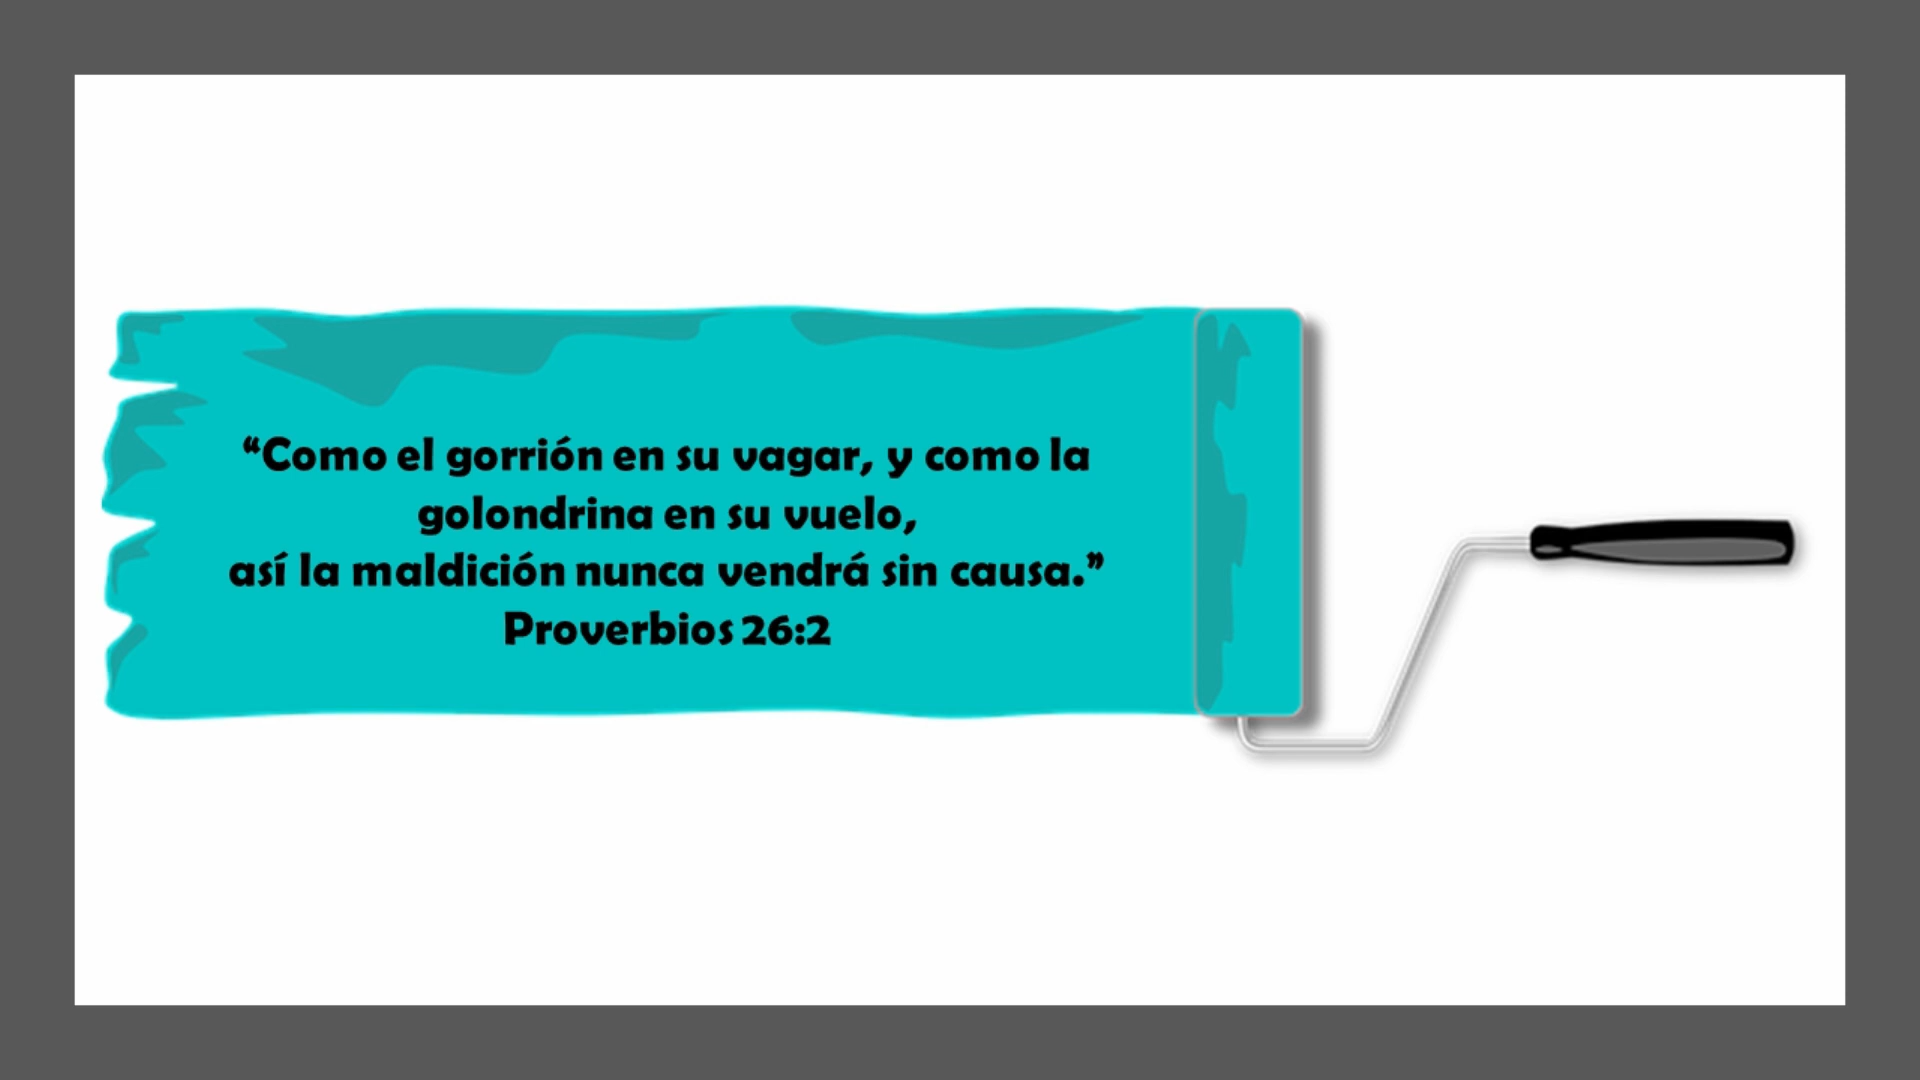 “Como el gorrión en su vagar, y como la
golondrina en su vuelo,
así la maldición nunca vendrá sin causa.”
Proverbios 26:2